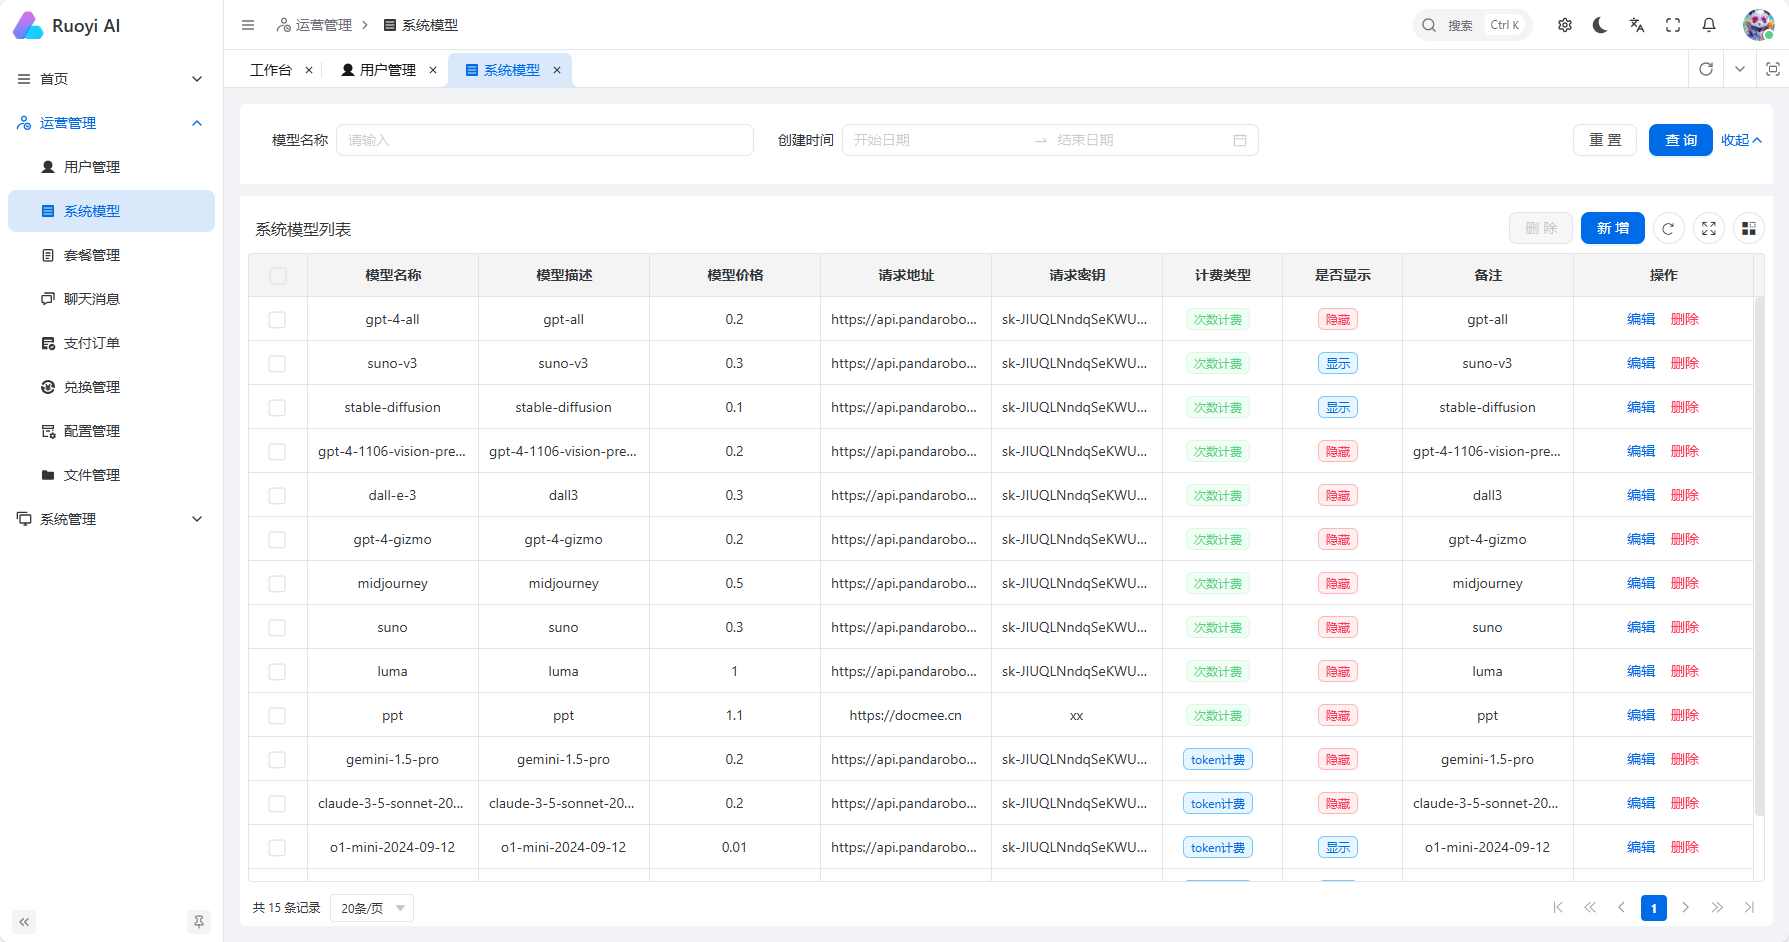 Ruoyi AI
运营管理
系统模型
搜索
Ctrl K
首页
运营管理
用户管理
系统模型
套餐管理
聊天消息
支付订单
兑换管理
配置管理
文件管理
系统管理
工作台
用户管理
系统模型
模型名称
请输入
创建时间
开始日期
结束日期
重 置
查 询
收起
系统模型列表
删 除
新 增
模型名称 模型描述 模型价格 请求地址 请求密钥 计费类型 是否显示 备注 操作
gpt-4-all gpt-all 0.2 https://api.pandarobo... sk-JIUQLNndqSeKWU... 次数计费 隐藏 gpt-all 编辑 删除
suno-v3 suno-v3 0.3 https://api.pandarobo... sk-JIUQLNndqSeKWU... 次数计费 显示 suno-v3 编辑 删除
stable-diffusion stable-diffusion 0.1 https://api.pandarobo... sk-JIUQLNndqSeKWU... 次数计费 显示 stable-diffusion 编辑 删除
gpt-4-1106-vision-pre... gpt-4-1106-vision-pre... 0.2 https://api.pandarobo... sk-JIUQLNndqSeKWU... 次数计费 隐藏 gpt-4-1106-vision-pre... 编辑 删除
dall-e-3 dall3 0.3 https://api.pandarobo... sk-JIUQLNndqSeKWU... 次数计费 隐藏 dall3 编辑 删除
gpt-4-gizmo gpt-4-gizmo 0.2 https://api.pandarobo... sk-JIUQLNndqSeKWU... 次数计费 隐藏 gpt-4-gizmo 编辑 删除
midjourney midjourney 0.5 https://api.pandarobo... sk-JIUQLNndqSeKWU... 次数计费 隐藏 midjourney 编辑 删除
suno suno 0.3 https://api.pandarobo... sk-JIUQLNndqSeKWU... 次数计费 隐藏 suno 编辑 删除
luma luma 1 https://api.pandarobo... sk-JIUQLNndqSeKWU... 次数计费 隐藏 luma 编辑 删除
ppt ppt 1.1 https://docmee.cn xx 次数计费 隐藏 ppt 编辑 删除
gemini-1.5-pro gemini-1.5-pro 0.2 https://api.pandarobo... sk-JIUQLNndqSeKWU... token计费 隐藏 gemini-1.5-pro 编辑 删除
claude-3-5-sonnet-20... claude-3-5-sonnet-20... 0.2 https://api.pandarobo... sk-JIUQLNndqSeKWU... token计费 隐藏 claude-3-5-sonnet-20... 编辑 删除
o1-mini-2024-09-12 o1-mini-2024-09-12 0.01 https://api.pandarobo... sk-JIUQLNndqSeKWU... token计费 显示 o1-mini-2024-09-12 编辑 删除
共 15 条记录
20条/页
1